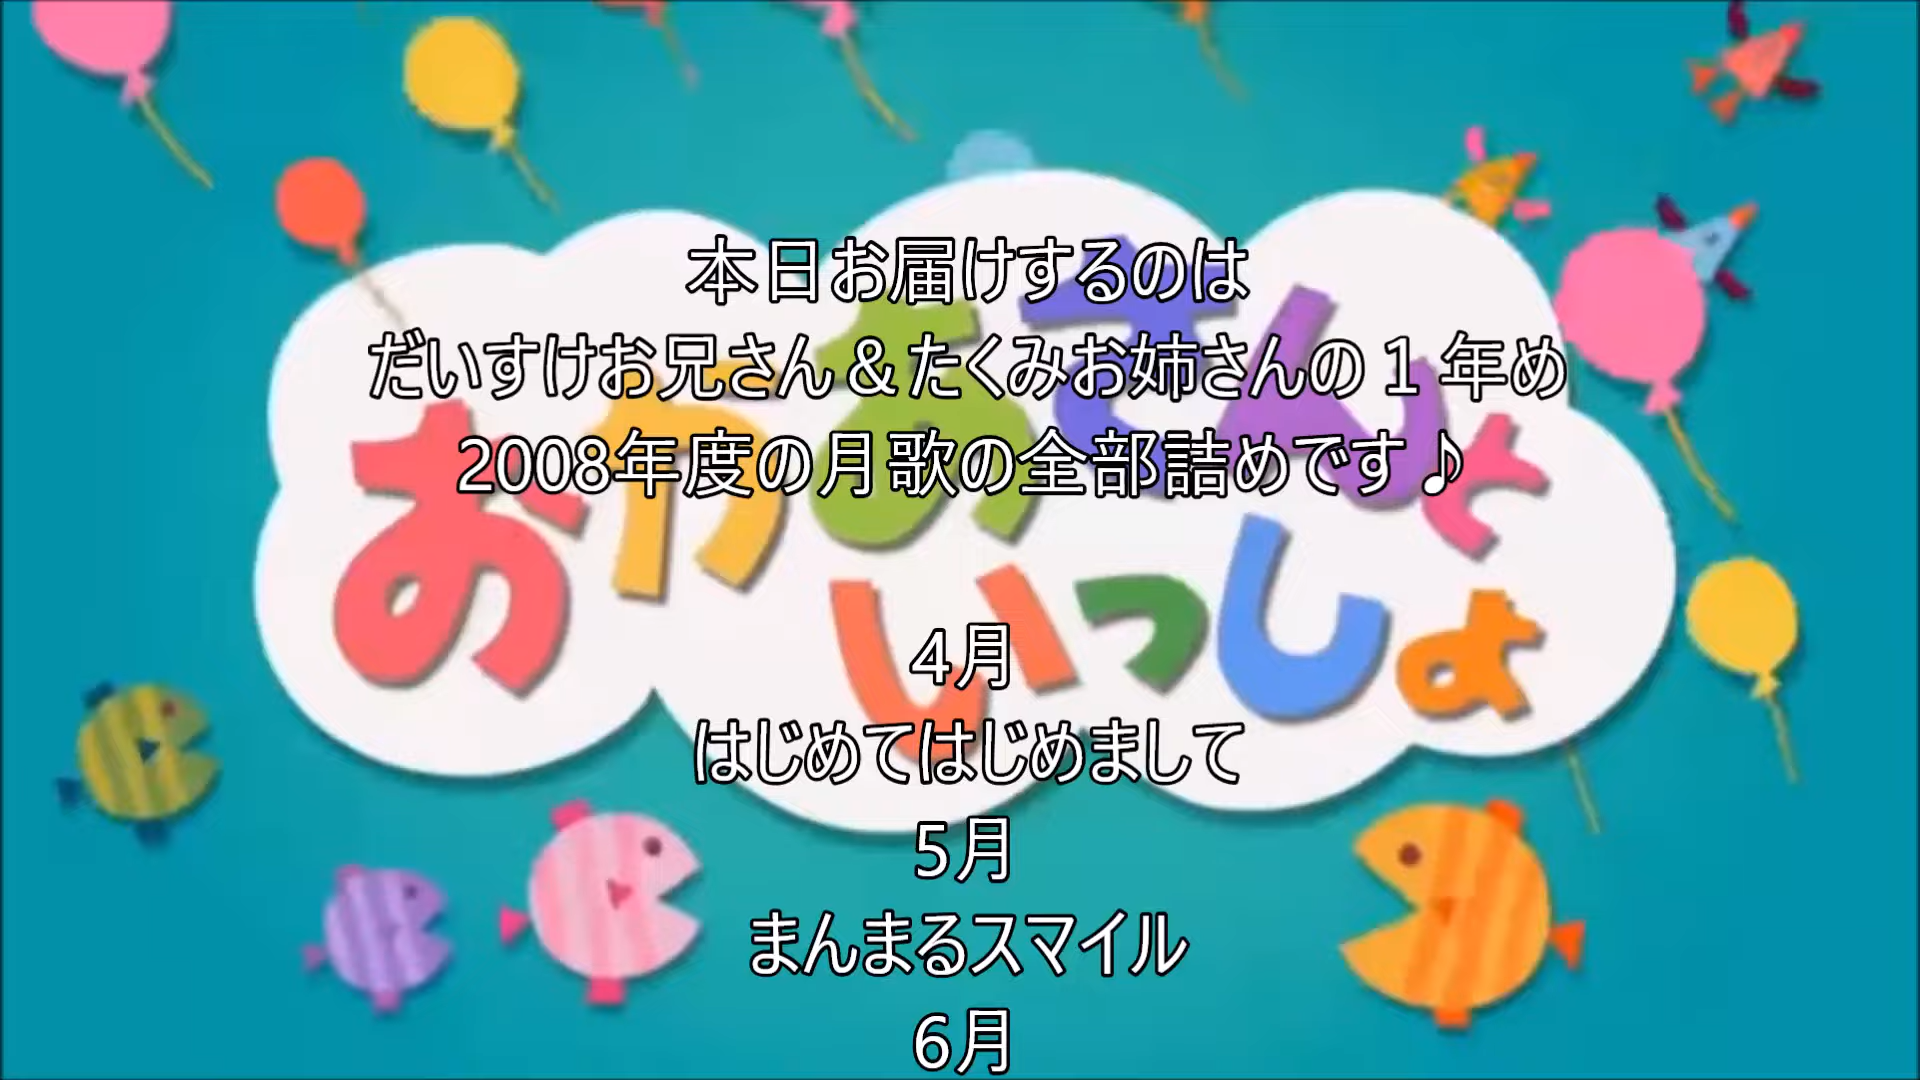 本日お届けするのは
だいすけお兄さん＆たくみお姉さんの１年め
2008年度の月歌の全部詰めです♪
おかあさんと
いっしょ
4月
はじめてはじめまして
5月
まんまるスマイル
6月